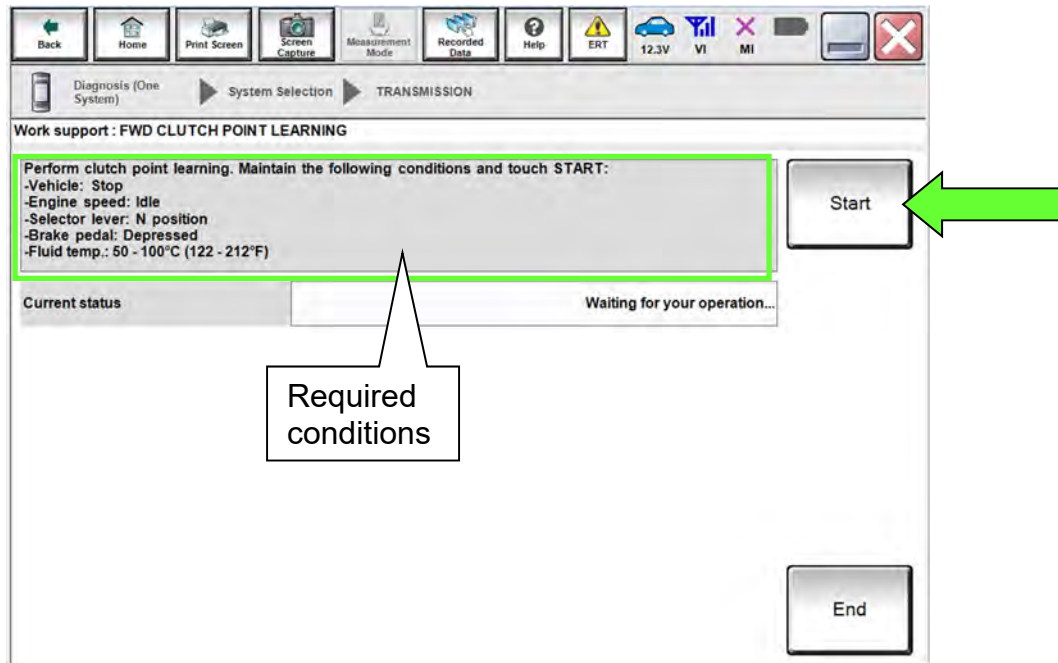 Back
Home
Print Screen
Screen Capture
Measurement Mode
Recorded Data
Help
ERT
12.3V
VI
MI
Diagnosis (One System)
System Selection
TRANSMISSION
Work support : FWD CLUTCH POINT LEARNING
Perform clutch point learning. Maintain the following conditions and touch START:
-Vehicle: Stop
-Engine speed: Idle
-Selector lever: N position
-Brake pedal: Depressed
-Fluid temp.: 50 - 100°C (122 - 212°F)
Start
Current status
Waiting for your operation...
Required
conditions
End